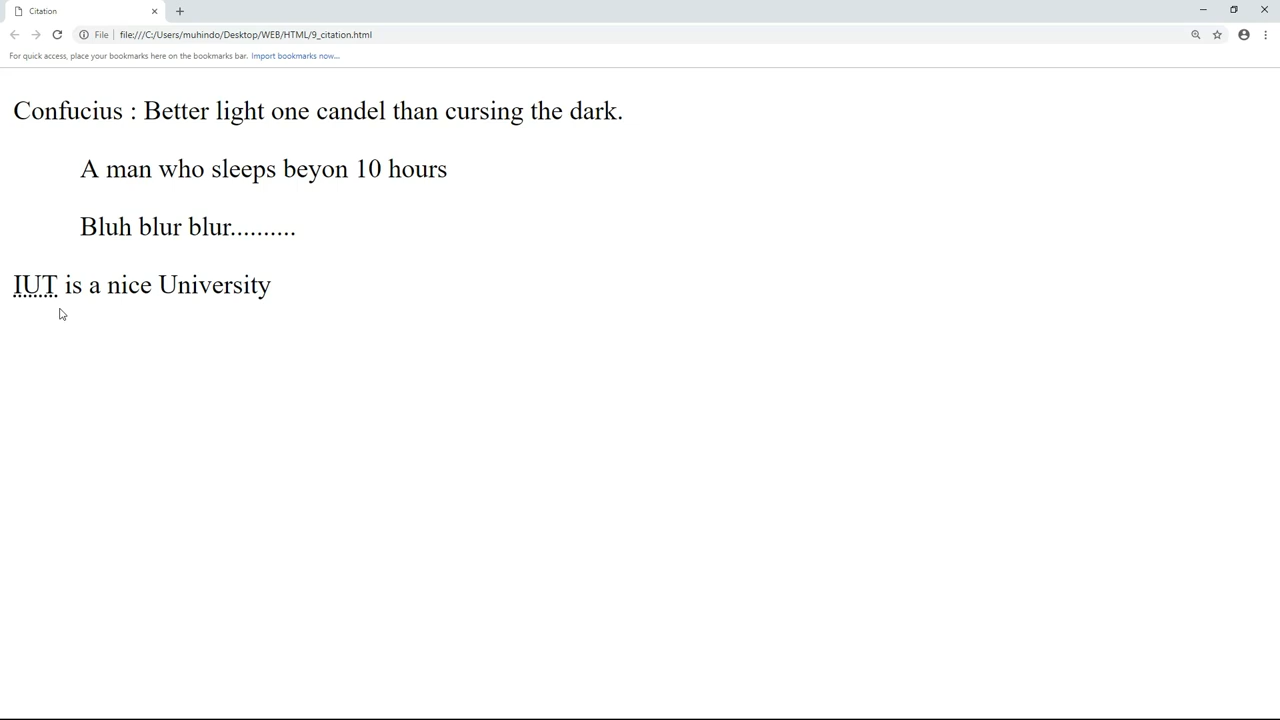 Citation
File
file:///C:/Users/muhindo/Desktop/WEB/HTML/9_citation.html
For quick access, place your bookmarks here on the bookmarks bar. Import bookmarks now...
Confucius : Better light one candel than cursing the dark.
A man who sleeps beyon 10 hours
Bluh blur blur..........
IUT is a nice University